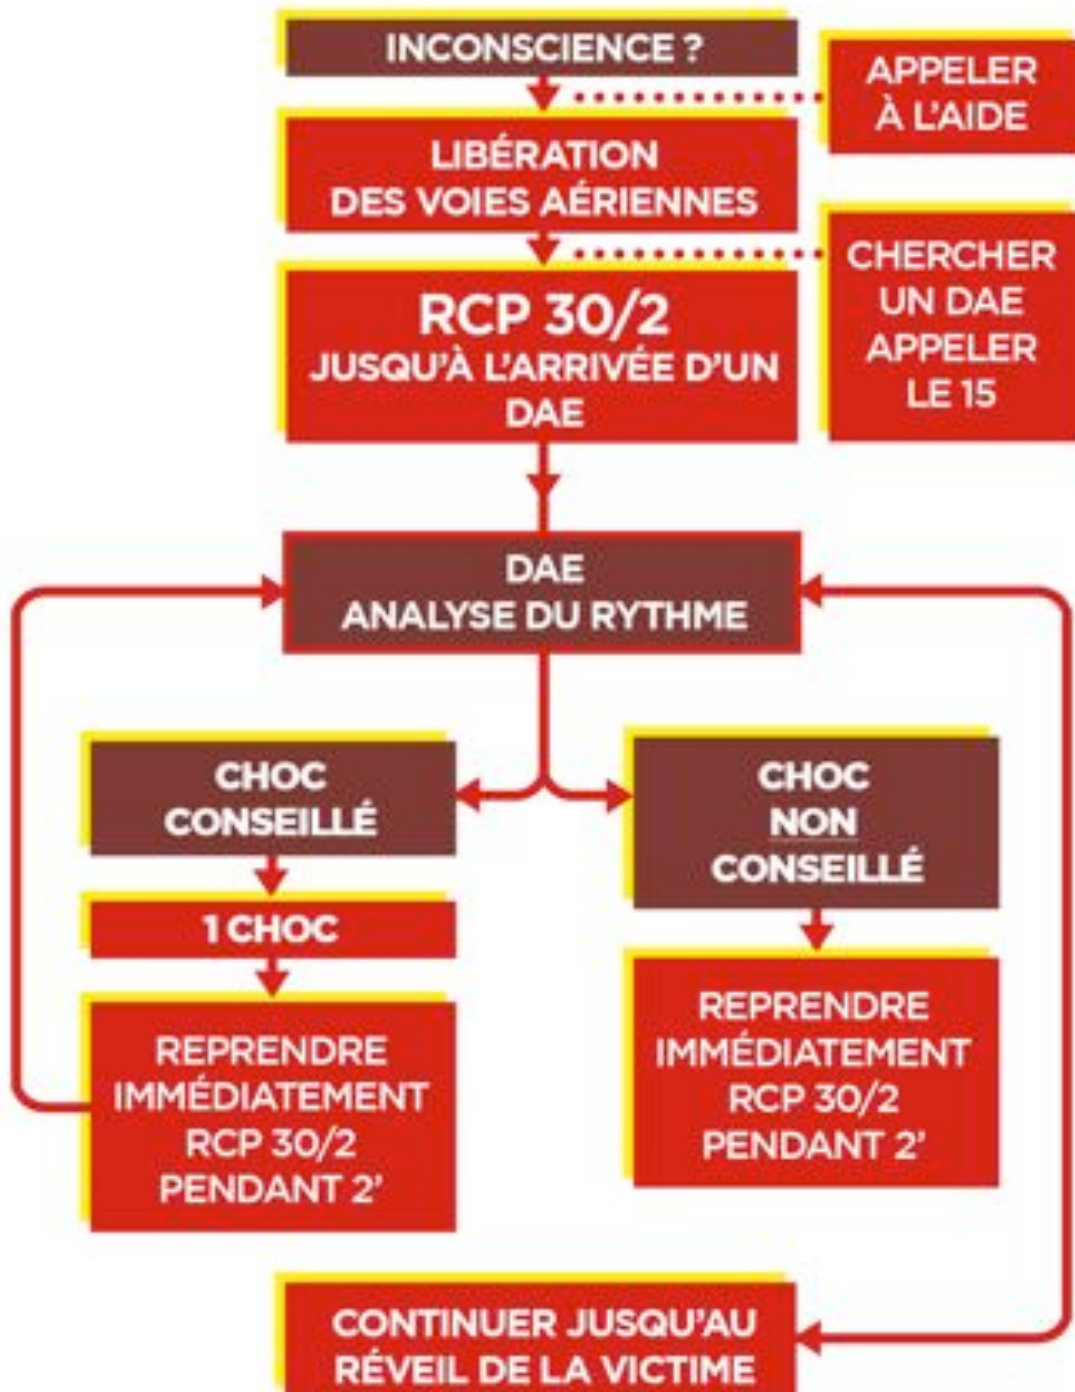 INCONSCIENCE ?
APPELER
À L'AIDE
LIBÉRATION
DES VOIES AÉRIENNES
CHERCHER
UN DAE
APPELER
LE 15
RCP 30/2
JUSQU'À L'ARRIVÉE D'UN
DAE
DAE
ANALYSE DU RYTHME
CHOC
CONSEILLÉ
1 CHOC
REPRENDRE
IMMÉDIATEMENT
RCP 30/2
PENDANT 2'
CHOC
NON
CONSEILLÉ
REPRENDRE
IMMÉDIATEMENT
RCP 30/2
PENDANT 2'
CONTINUER JUSQU'AU
RÉVEIL DE LA VICTIME